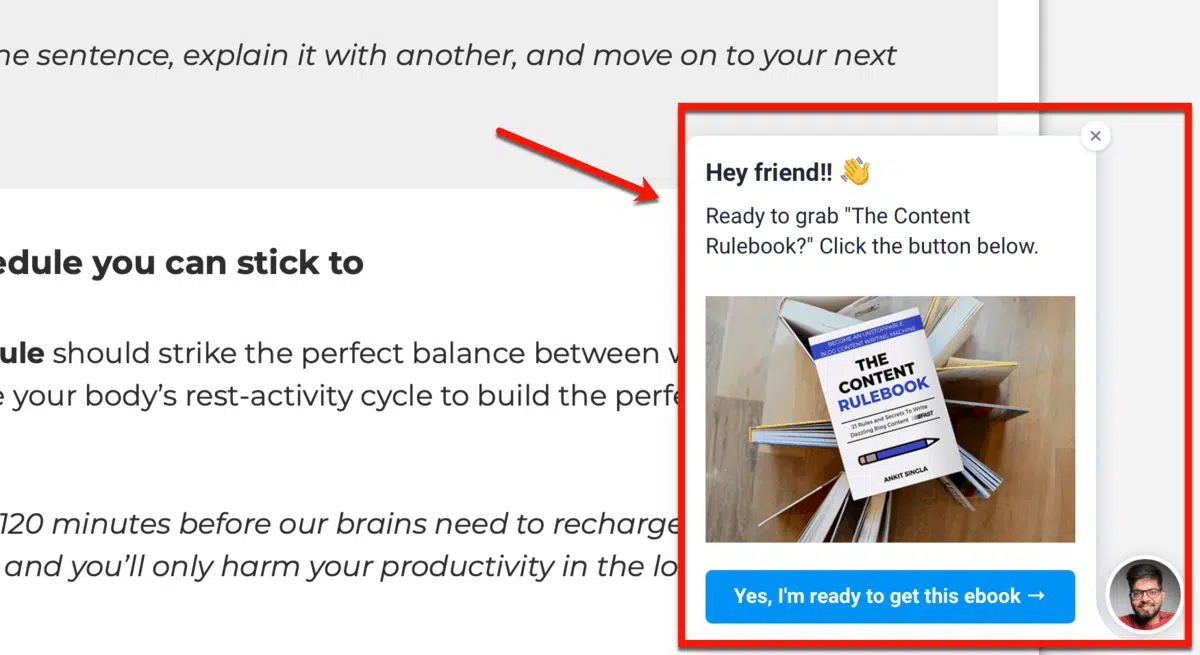 ne sentence, explain it with another, and move on to your next
edule you can stick to
ule should strike the perfect balance between
e your body’s rest-activity cycle to build the perfe
120 minutes before our brains need to recharge
and you’ll only harm your productivity in the lo
Hey friend!! 👋
Ready to grab "The Content
Rulebook?" Click the button below.
BECOME AN UNSTOPPABLE
BLOG CONTENT WRITING MACHINE
THE
CONTENT
RULEBOOK
21 Rules and Secrets To Write
Dazzling Blog Content FAST
ANKIT SINGLA
Yes, I'm ready to get this ebook →